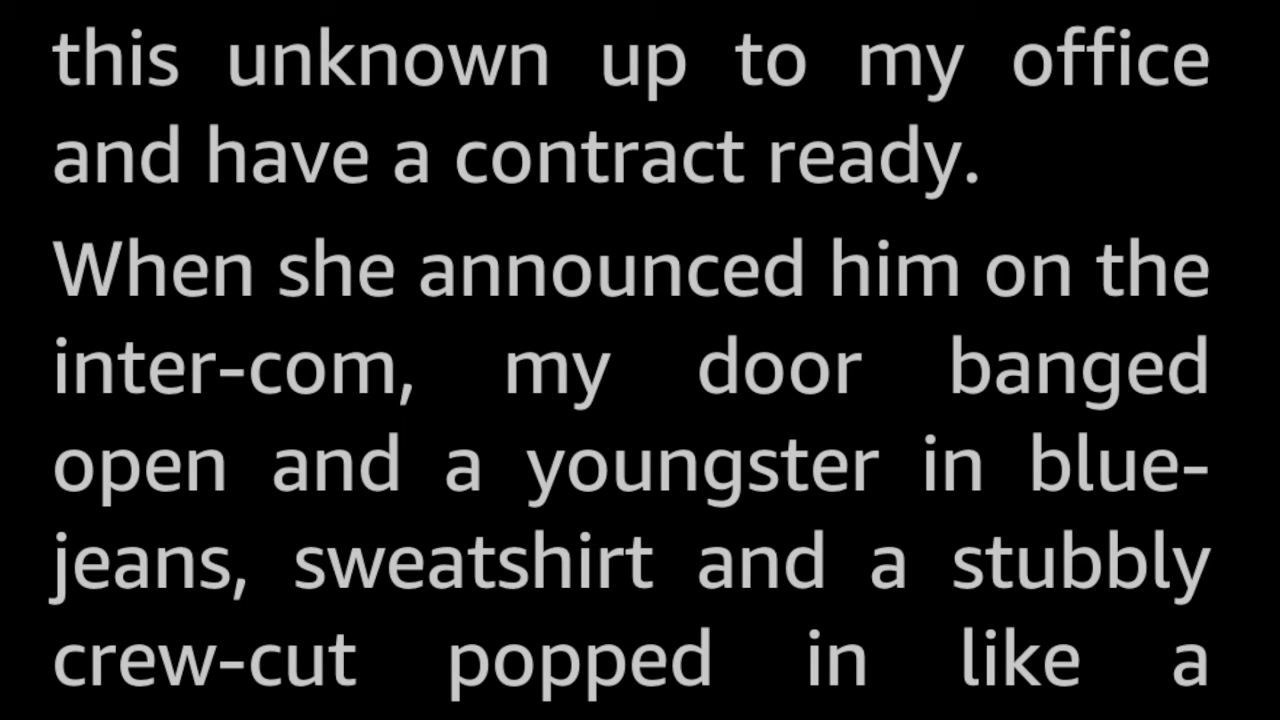 this unknown up to my office
and have a contract ready.
When she announced him on the
inter-com, my door banged
open and a youngster in blue-
jeans, sweatshirt and a stubbly
crew-cut popped in like a